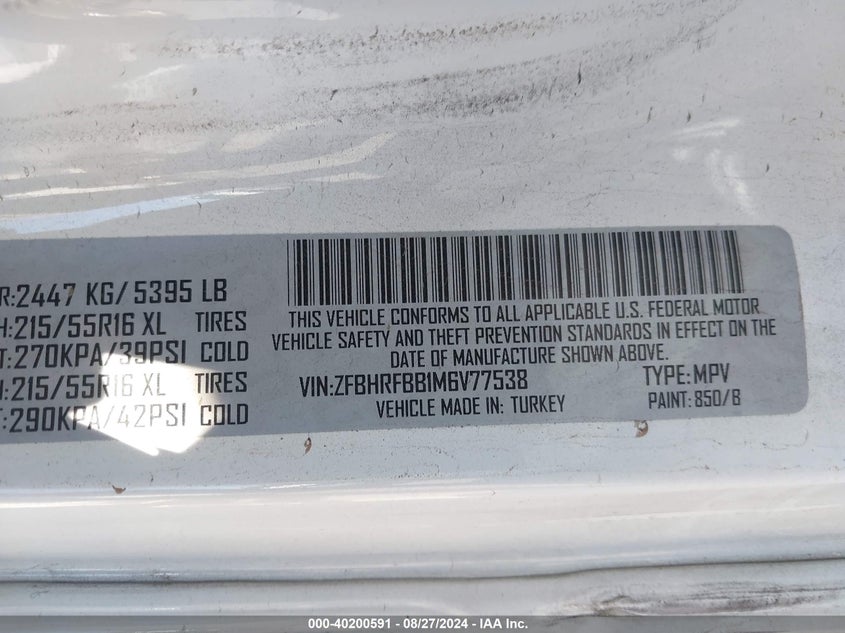 R:2447 KG/ 5395 LB
H:215/55R16 XL TIRES
T:270KPA/39PSI COLD
H:215/55R16 XL TIRES
T:290KPA/42PSI COLD
THIS VEHICLE CONFORMS TO ALL APPLICABLE U.S. FEDERAL MOTOR
VEHICLE SAFETY AND THEFT PREVENTION STANDARDS IN EFFECT ON THE
DATE OF MANUFACTURE SHOWN ABOVE.
VIN:ZFBHRFBB1M6V77538 TYPE: MPV
VEHICLE MADE IN: TURKEY PAINT: 850/B
000-40200591 - 08/27/2024 - IAA Inc.